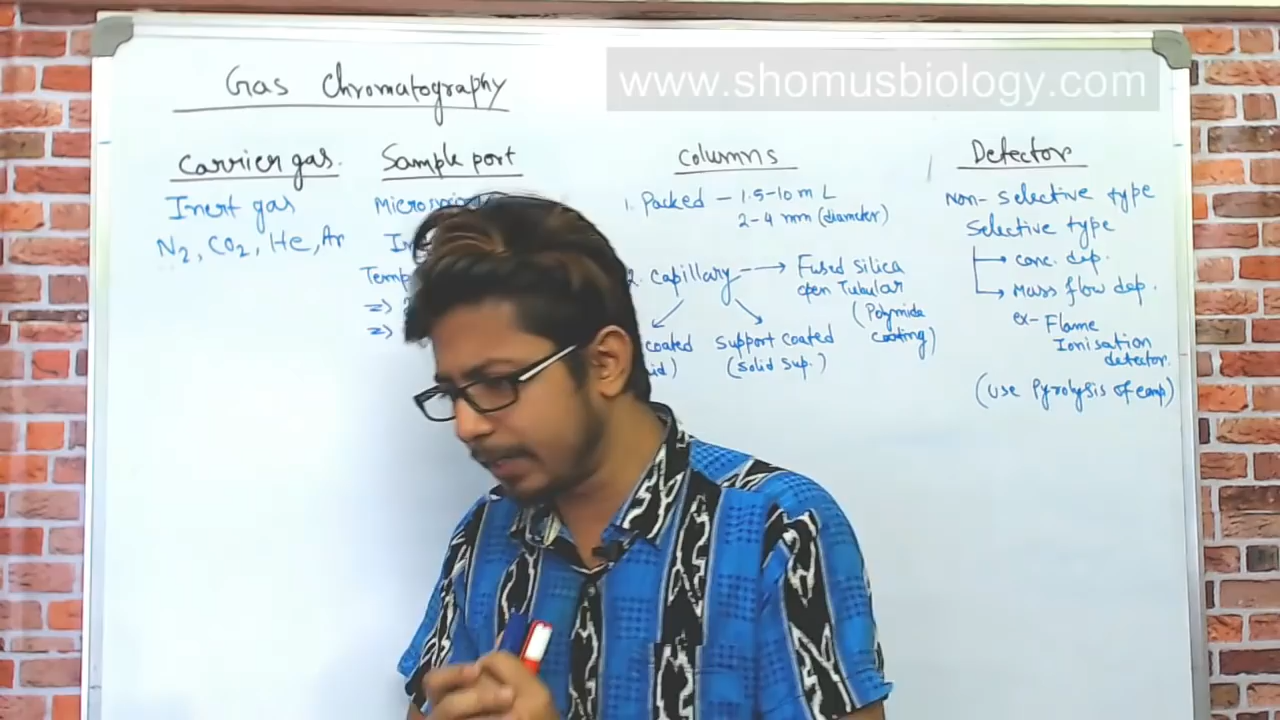 www.shomusbiology.com
Gas Chromatography
Carrier gas.
Inert gas
N2, CO2, He, Ar
Sample port
Columns
1. Packed - 1.5-10 m L
2-4 mm (diameter)
2. Capillary → Fused silica
open Tubular
(Polymide
coating)
coated
Support coated
(Solid Sup.)
Detector
Non-Selective type
Selective type
→ conc. dep.
→ Mass flow dep.
ex- Flame
Ionisation
detector.
(Use Pyrolysis of comp)